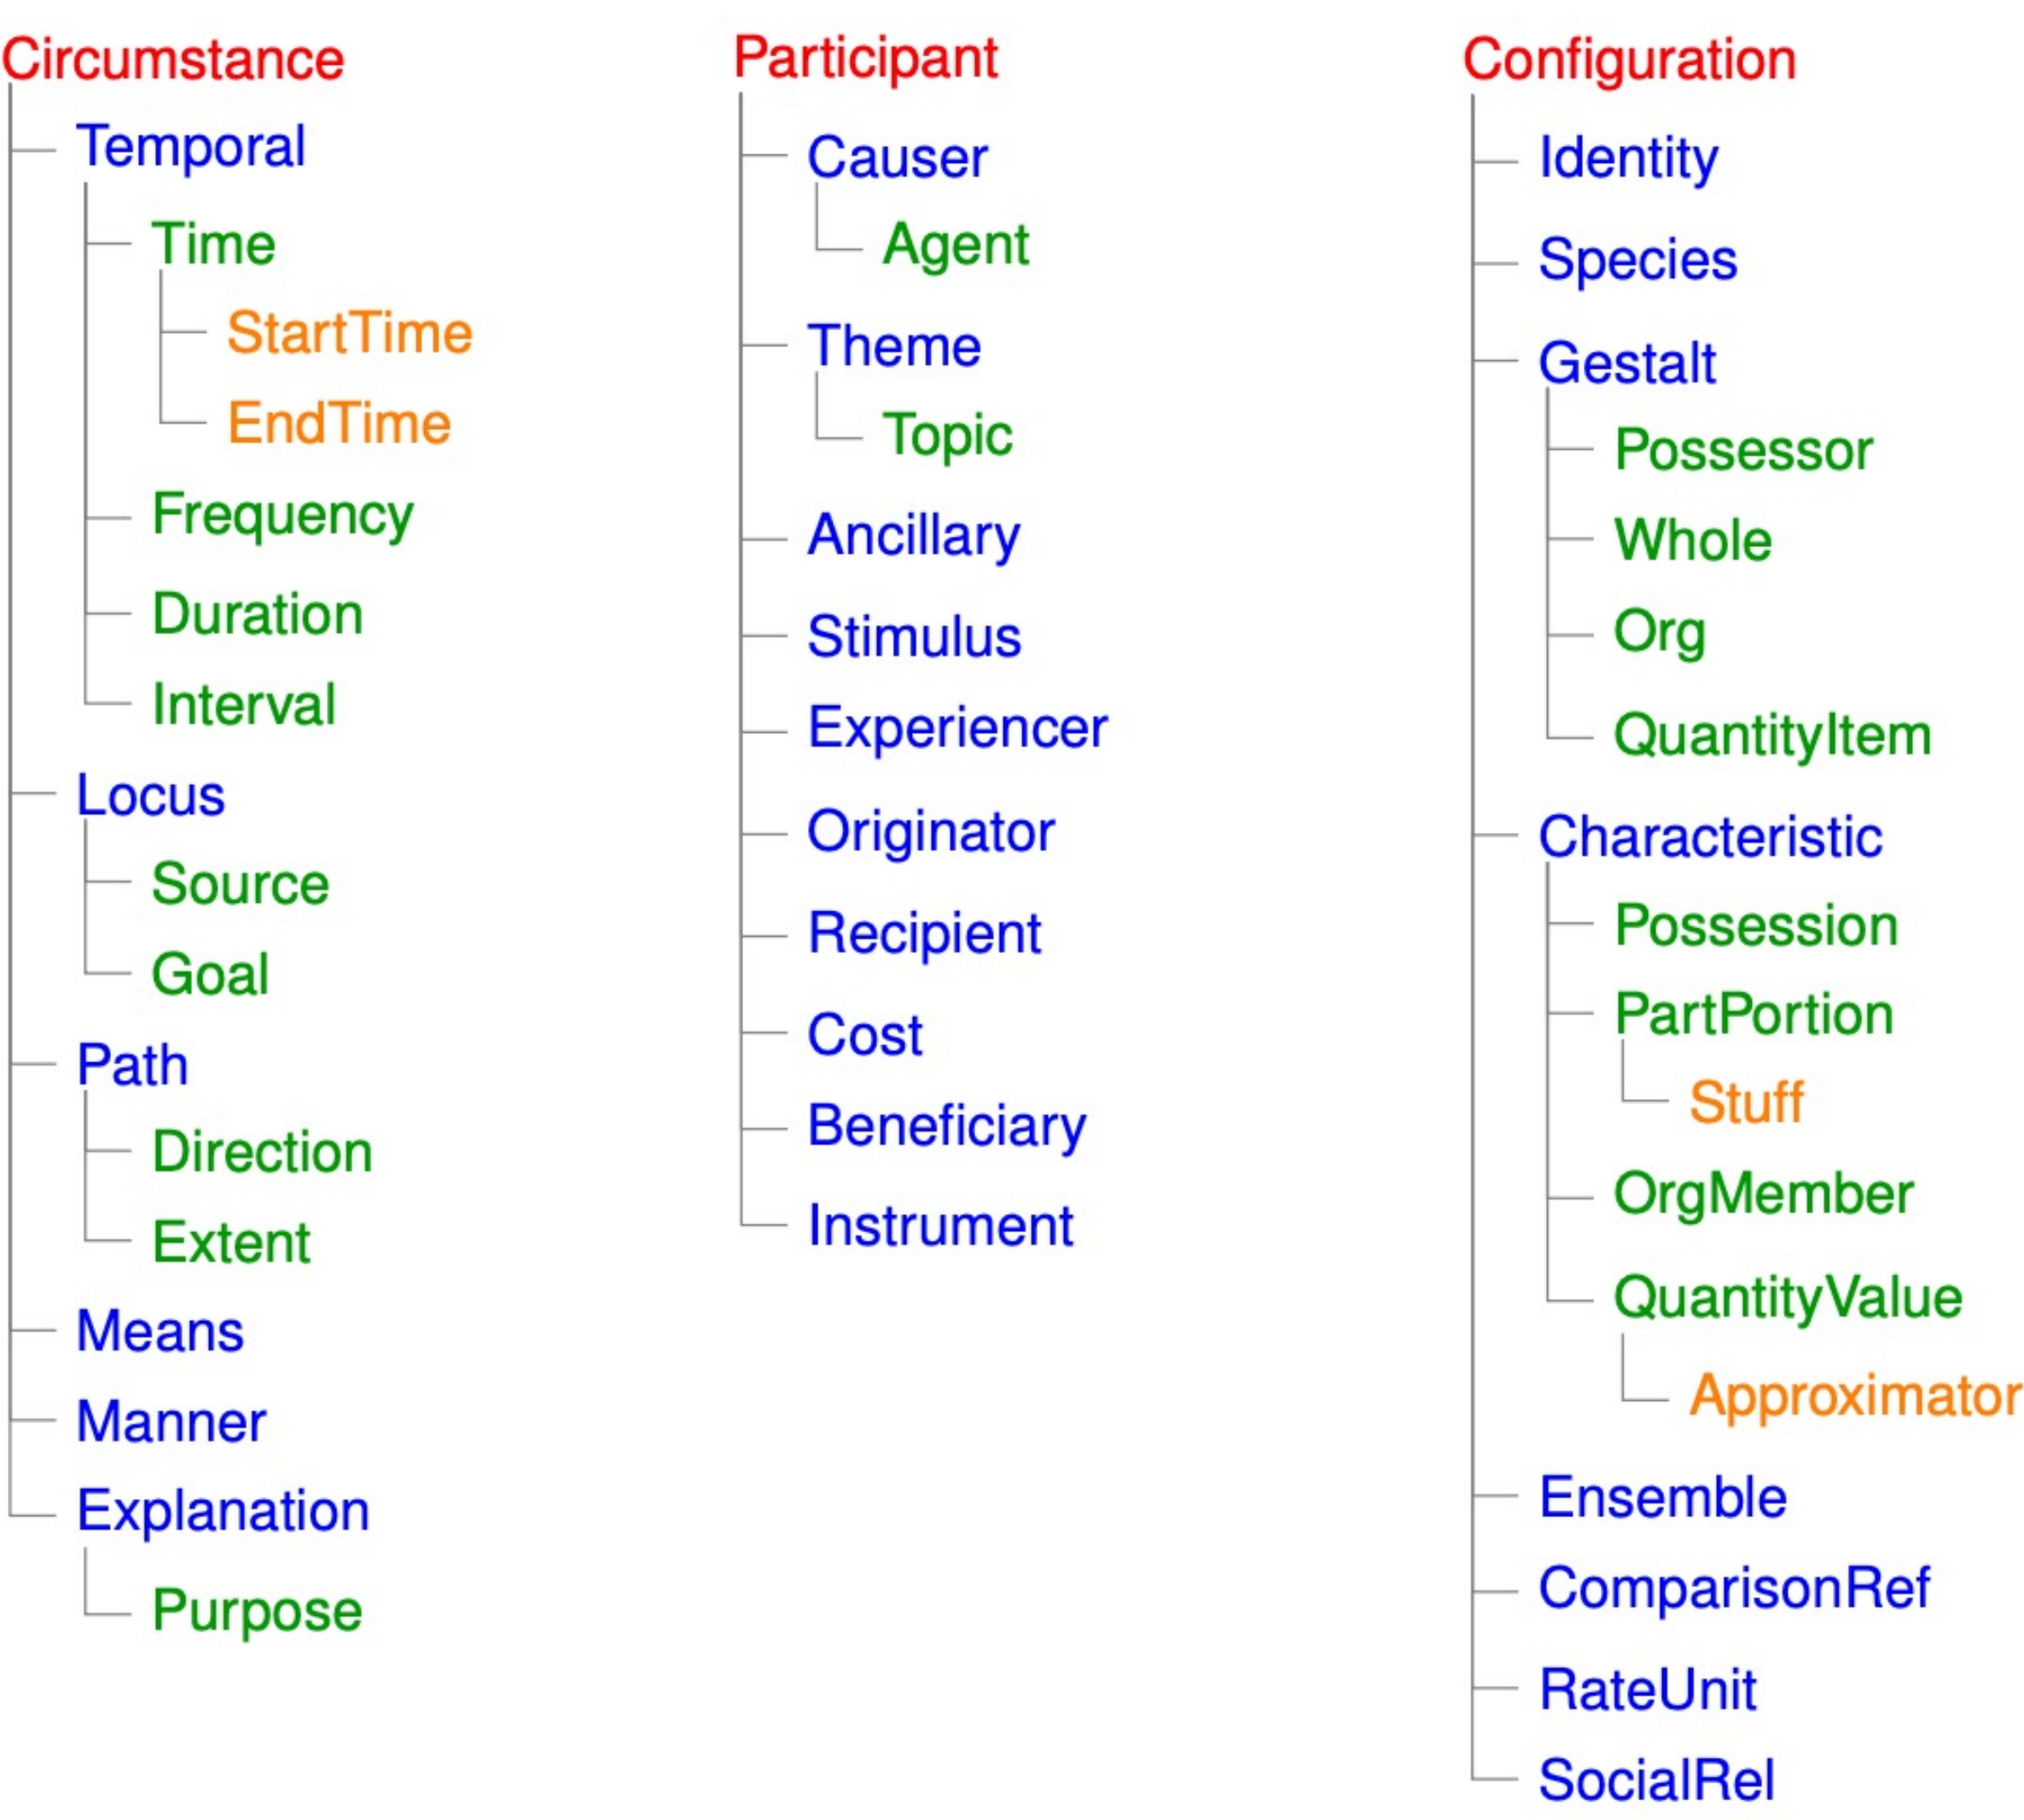 Circumstance
Temporal
Time
StartTime
EndTime
Frequency
Duration
Interval
Locus
Source
Goal
Path
Direction
Extent
Means
Manner
Explanation
Purpose
Participant
Causer
Agent
Theme
Topic
Ancillary
Stimulus
Experiencer
Originator
Recipient
Cost
Beneficiary
Instrument
Configuration
Identity
Species
Gestalt
Possessor
Whole
Org
QuantityItem
Characteristic
Possession
PartPortion
Stuff
OrgMember
QuantityValue
Approximator
Ensemble
ComparisonRef
RateUnit
SocialRel